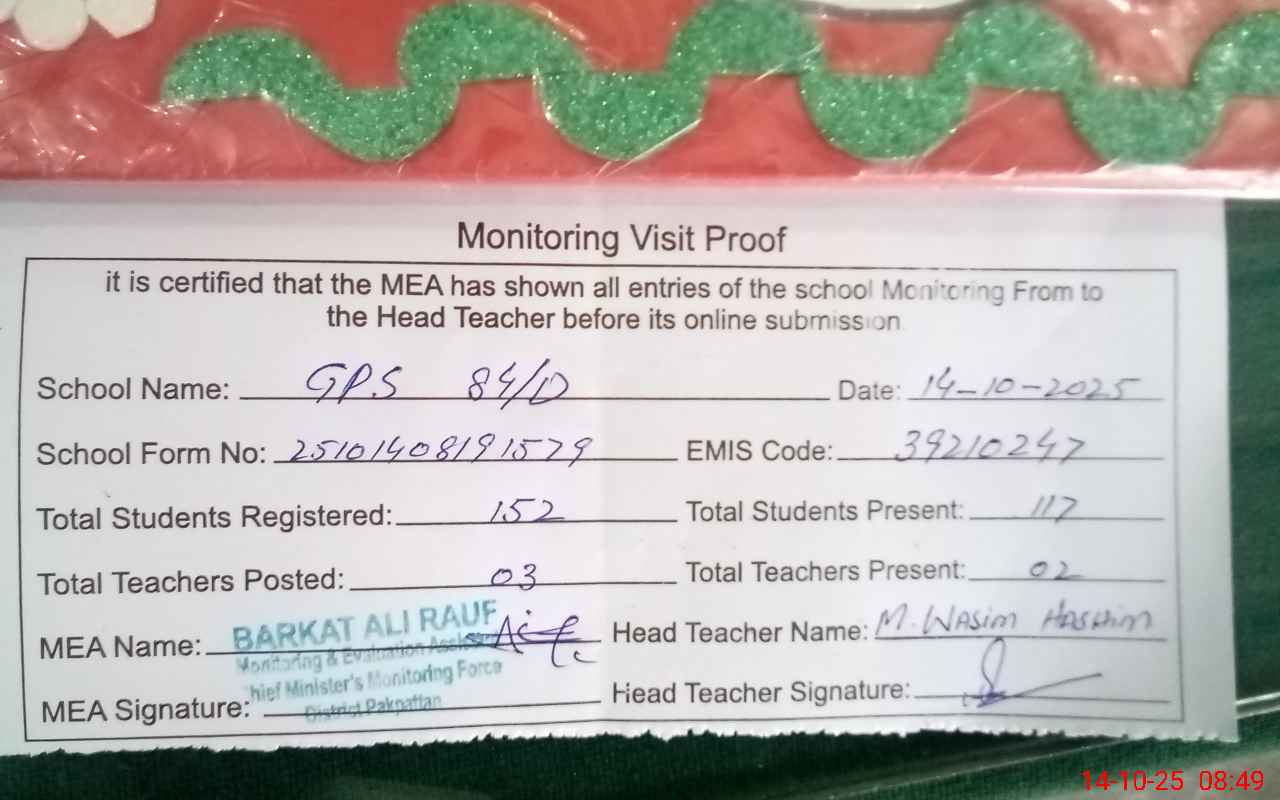 Monitoring Visit Proof
it is certified that the MEA has shown all entries of the school Monitoring From to
the Head Teacher before its online submission.
School Name: GPS 84/D Date: 14-10-2025
School Form No: 25101408191579 EMIS Code: 39210247
Total Students Registered: 152 Total Students Present: 117
Total Teachers Posted: 03 Total Teachers Present: 02
MEA Name: BARKAT ALI RAUF Head Teacher Name: M. Wasim Hashim
Monitoring & Evaluation Assistant
Chief Minister's Monitoring Force
MEA Signature: District Pakpattan Head Teacher Signature:
14-10-25 08:49